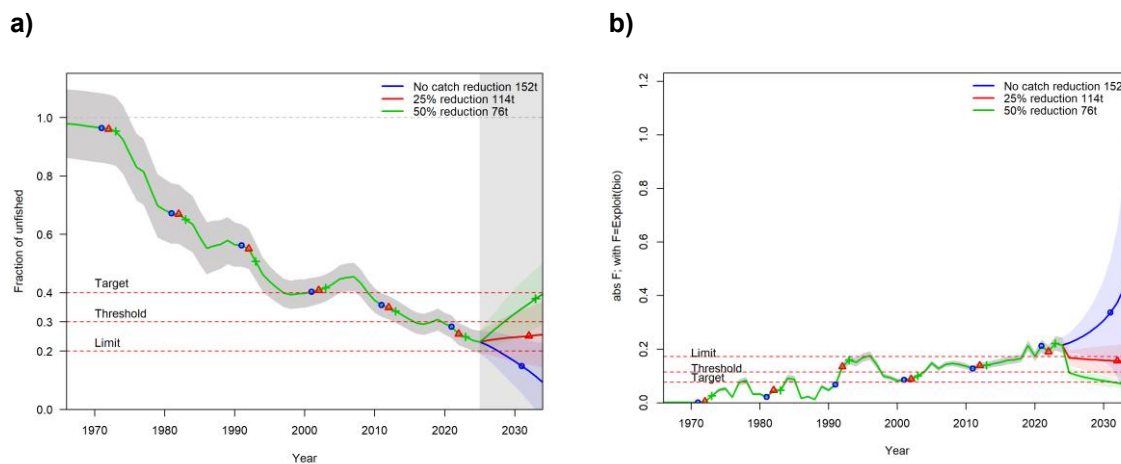 a)
b)
No catch reduction 152t
25% reduction 114t
50% reduction 76t
1.0
0.8
0.6
0.4
0.3
0.2
0.0
Fraction of unfished
Target
Threshold
Limit
1970 1980 1990 2000 2010 2020 2030
Year
No catch reduction 152
25% reduction 114t
50% reduction 76t
1.2
1.0
0.8
0.6
0.4
0.2
0.0
abs F; with F=Exploit(bio)
Limit
Threshold
Target
1970 1980 1990 2000 2010 2020 2030
Year